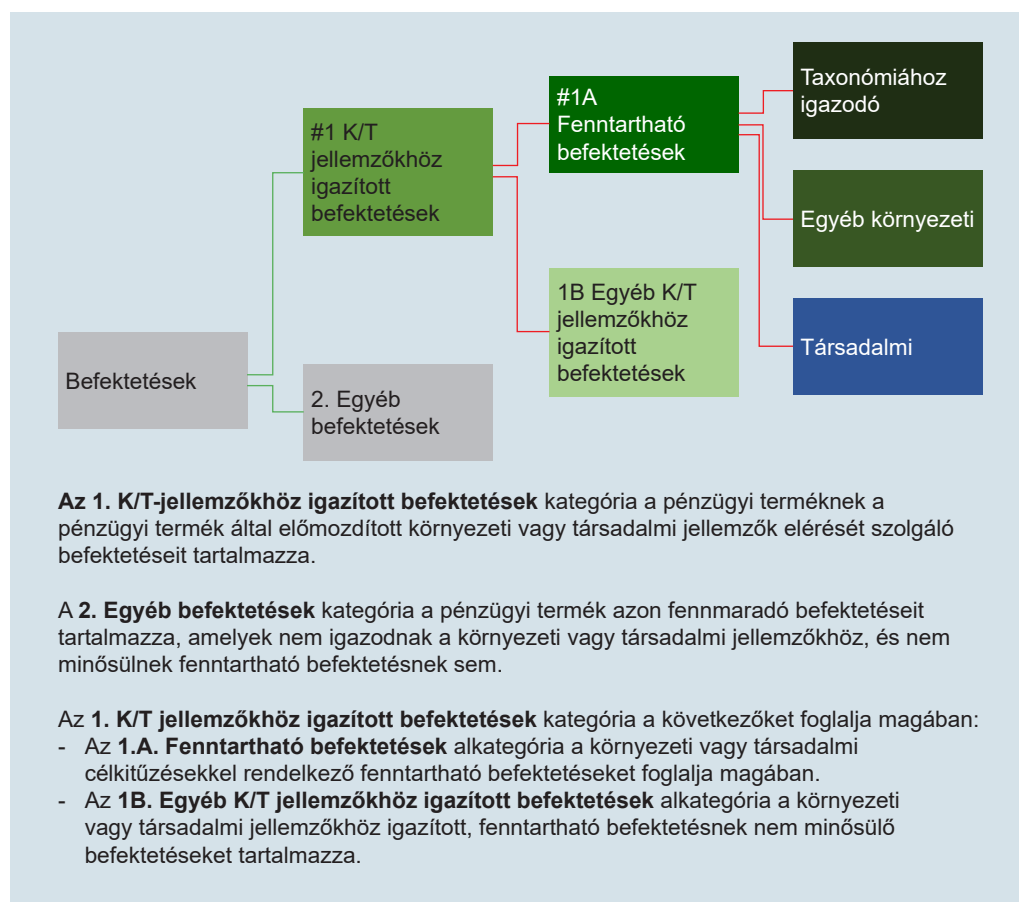 #1 K/T
jellemzőkhöz
igazított
befektetések
#1A
Fenntartható
befektetések
Taxonómiához
igazodó
Egyéb környezeti
1B Egyéb K/T
jellemzőkhöz
igazított
befektetések
Társadalmi
Befektetések
2. Egyéb
befektetések
Az 1. K/T-jellemzőkhöz igazított befektetések kategória a pénzügyi terméknek a
pénzügyi termék által előmozdított környezeti vagy társadalmi jellemzők elérését szolgáló
befektetéseit tartalmazza.
A 2. Egyéb befektetések kategória a pénzügyi termék azon fennmaradó befektetéseit
tartalmazza, amelyek nem igazodnak a környezeti vagy társadalmi jellemzőkhöz, és nem
minősülnek fenntartható befektetésnek sem.
Az 1. K/T jellemzőkhöz igazított befektetések kategória a következőket foglalja magában:
- Az 1.A. Fenntartható befektetések alkategória a környezeti vagy társadalmi
célkitűzésekkel rendelkező fenntartható befektetéseket foglalja magában.
- Az 1B. Egyéb K/T jellemzőkhöz igazított befektetések alkategória a környezeti
vagy társadalmi jellemzőkhöz igazított, fenntartható befektetésnek nem minősülő
befektetéseket tartalmazza.